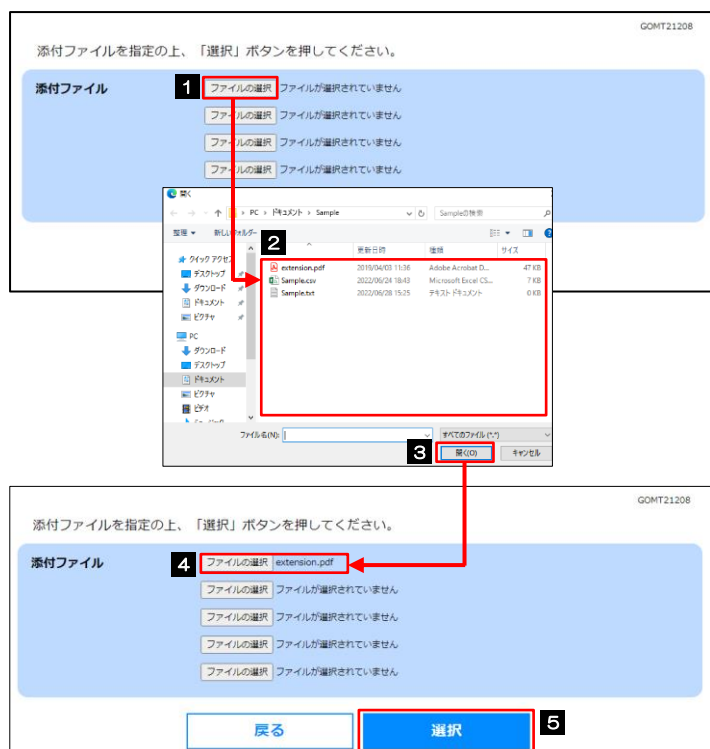 GOMT21208
添付ファイルを指定の上、「選択」ボタンを押してください。
添付ファイル
1
ファイルの選択 ファイルが選択されていません
ファイルの選択 ファイルが選択されていません
ファイルの選択 ファイルが選択されていません
ファイルの選択 ファイルが選択されていません
開く
PC > ドキュメント > Sample
Sampleの検索
整理 新しいフォルダー
2
更新日時 種類 サイズ
クイック アクセス
デスクトップ
ダウンロード
ドキュメント
ピクチャ
PC
ダウンロード
デスクトップ
ドキュメント
ピクチャ
ビデオ
extension.pdf 2019/04/03 11:36 Adobe Acrobat D... 47 KB
Sample.csv 2022/06/24 18:43 Microsoft Excel CS... 7 KB
Sample.txt 2022/06/28 15:25 テキスト ドキュメント 0 KB
ファイル名(N):
すべてのファイル (*.*)
3
開く(O) キャンセル
GOMT21208
添付ファイルを指定の上、「選択」ボタンを押してください。
添付ファイル
4
ファイルの選択 extension.pdf
ファイルの選択 ファイルが選択されていません
ファイルの選択 ファイルが選択されていません
ファイルの選択 ファイルが選択されていません
ファイルの選択 ファイルが選択されていません
戻る
選択
5